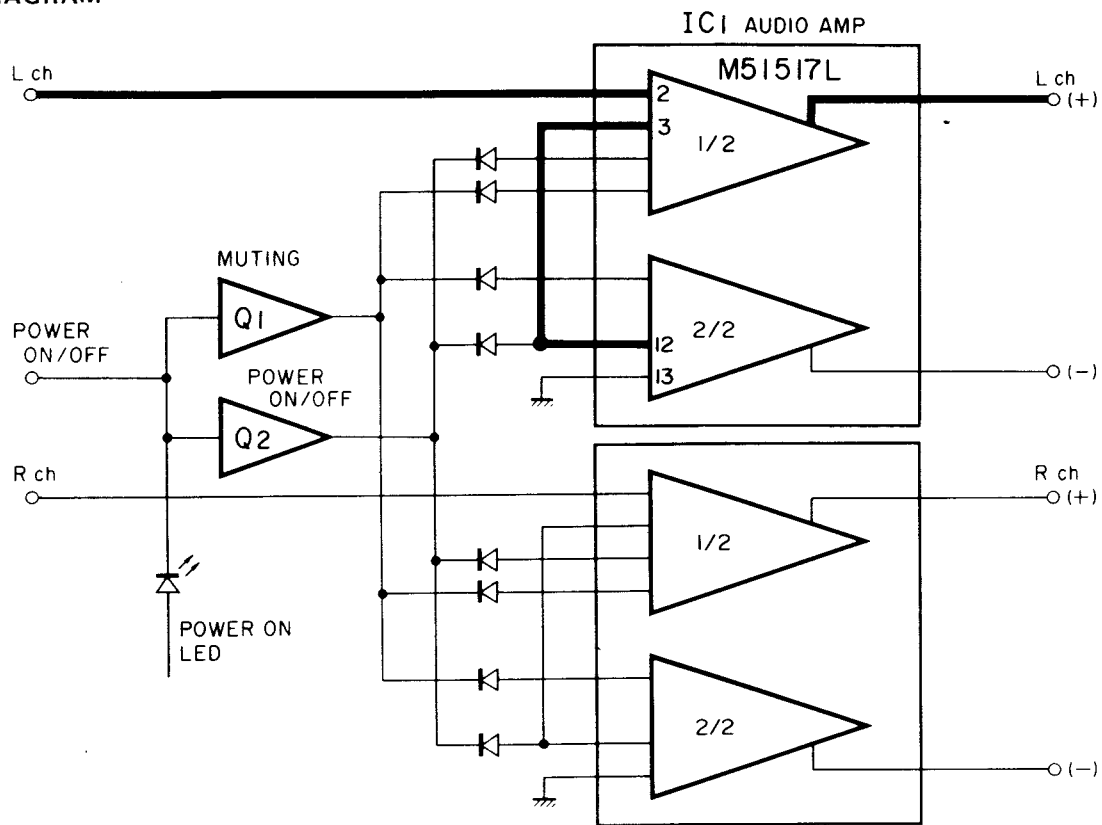 IC1 AUDIO AMP
M51517L
L ch
2
3
1/2
L ch
(+)
MUTING
Q1
POWER
ON/OFF
2/2
12
13
(-)
POWER
ON/OFF
Q2
R ch
1/2
R ch
(+)
POWER ON
LED
2/2
(-)